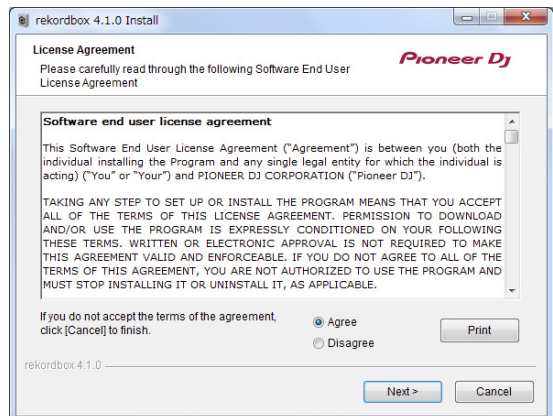 rekordbox 4.1.0 Install
License Agreement
Please carefully read through the following Software End User
License Agreement
Pioneer Dj
Software end user license agreement
This Software End User License Agreement (“Agreement”) is between you (both the
individual installing the Program and any single legal entity for which the individual is
acting) (“You” or “Your”) and PIONEER DJ CORPORATION (“Pioneer DJ”).
TAKING ANY STEP TO SET UP OR INSTALL THE PROGRAM MEANS THAT YOU ACCEPT
ALL OF THE TERMS OF THIS LICENSE AGREEMENT. PERMISSION TO DOWNLOAD
AND/OR USE THE PROGRAM IS EXPRESSLY CONDITIONED ON YOUR FOLLOWING
THESE TERMS. WRITTEN OR ELECTRONIC APPROVAL IS NOT REQUIRED TO MAKE
THIS AGREEMENT VALID AND ENFORCEABLE. IF YOU DO NOT AGREE TO ALL OF THE
TERMS OF THIS AGREEMENT, YOU ARE NOT AUTHORIZED TO USE THE PROGRAM AND
MUST STOP INSTALLING IT OR UNINSTALL IT, AS APPLICABLE.
If you do not accept the terms of the agreement,
click [Cancel] to finish.
Agree
Disagree
Print
rekordbox 4.1.0
Next >
Cancel